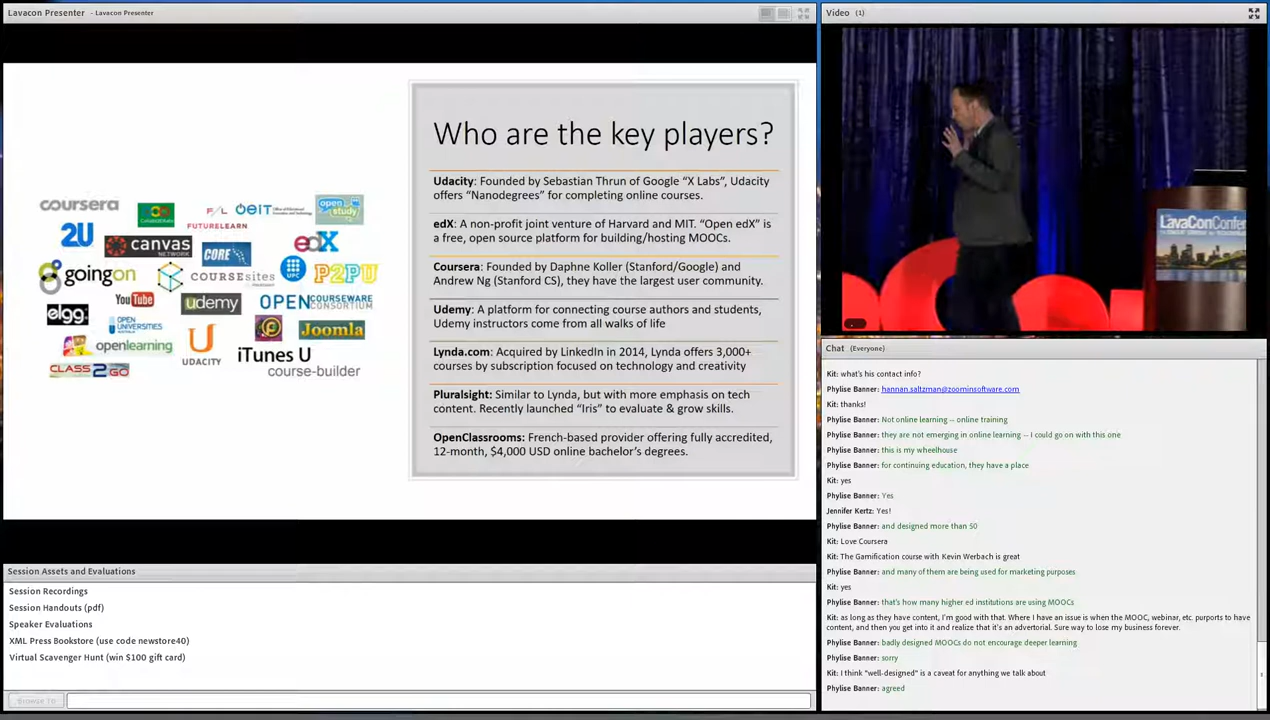 Lavacon Presenter - Lavacon Presenter
coursera
F/L
FUTURELEARN
OEIT
open study
2U
canvas
NETWORK
CORE
edX
goingon
COURSEsites
UPC
P2PU
elgg
YouTube
udemy
OPENCOURSEWARE
CONSORTIUM
OPEN
UNIVERSITIES
AUSTRALIA
openlearning
U
UDACITY
Joomla
iTunes U
CLASS2GO
course-builder
Who are the key players?
Udacity: Founded by Sebastian Thrun of Google “X Labs”, Udacity
offers “Nanodegrees” for completing online courses.
edX: A non-profit joint venture of Harvard and MIT. “Open edX” is
a free, open source platform for building/hosting MOOCs.
Coursera: Founded by Daphne Koller (Stanford/Google) and
Andrew Ng (Stanford CS), they have the largest user community.
Udemy: A platform for connecting course authors and students,
Udemy instructors come from all walks of life
Lynda.com: Acquired by LinkedIn in 2014, Lynda offers 3,000+
courses by subscription focused on technology and creativity
Pluralsight: Similar to Lynda, but with more emphasis on tech
content. Recently launched “Iris” to evaluate & grow skills.
OpenClassrooms: French-based provider offering fully accredited,
12-month, $4,000 USD online bachelor’s degrees.
Session Assets and Evaluations
Session Recordings
Session Handouts (pdf)
Speaker Evaluations
XML Press Bookstore (use code newstore40)
Virtual Scavenger Hunt (win $100 gift card)
Browse To
Video (1)
LavaConConfe
Chat (Everyone)
Kit: what's his contact info?
Phylise Banner: hannan.saltzman@zoominsoftware.com
Kit: thanks!
Phylise Banner: Not online learning -- online training
Phylise Banner: they are not emerging in online learning -- I could go on with this one
Phylise Banner: this is my wheelhouse
Phylise Banner: for continuing education, they have a place
Kit: yes
Phylise Banner: Yes
Jennifer Kertz: Yes!
Phylise Banner: and designed more than 50
Kit: Love Coursera
Kit: The Gamification course with Kevin Werbach is great
Phylise Banner: and many of them are being used for marketing purposes
Kit: yes
Phylise Banner: that's how many higher ed institutions are using MOOCs
Kit: as long as they have content, I'm good with that. Where I have an issue is when the MOOC, webinar, etc. purports to have
content, and then you get into it and realize that it's an advertorial. Sure way to lose my business forever.
Phylise Banner: badly designed MOOCs do not encourage deeper learning
Phylise Banner: sorry
Kit: I think "well-designed" is a caveat for anything we talk about
Phylise Banner: agreed